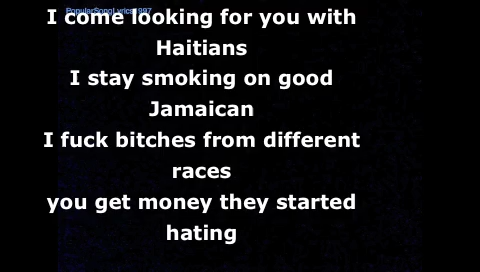 PopularSongLyrics1997
I come looking for you with
Haitians
I stay smoking on good
Jamaican
I fuck bitches from different
races
you get money they started
hating